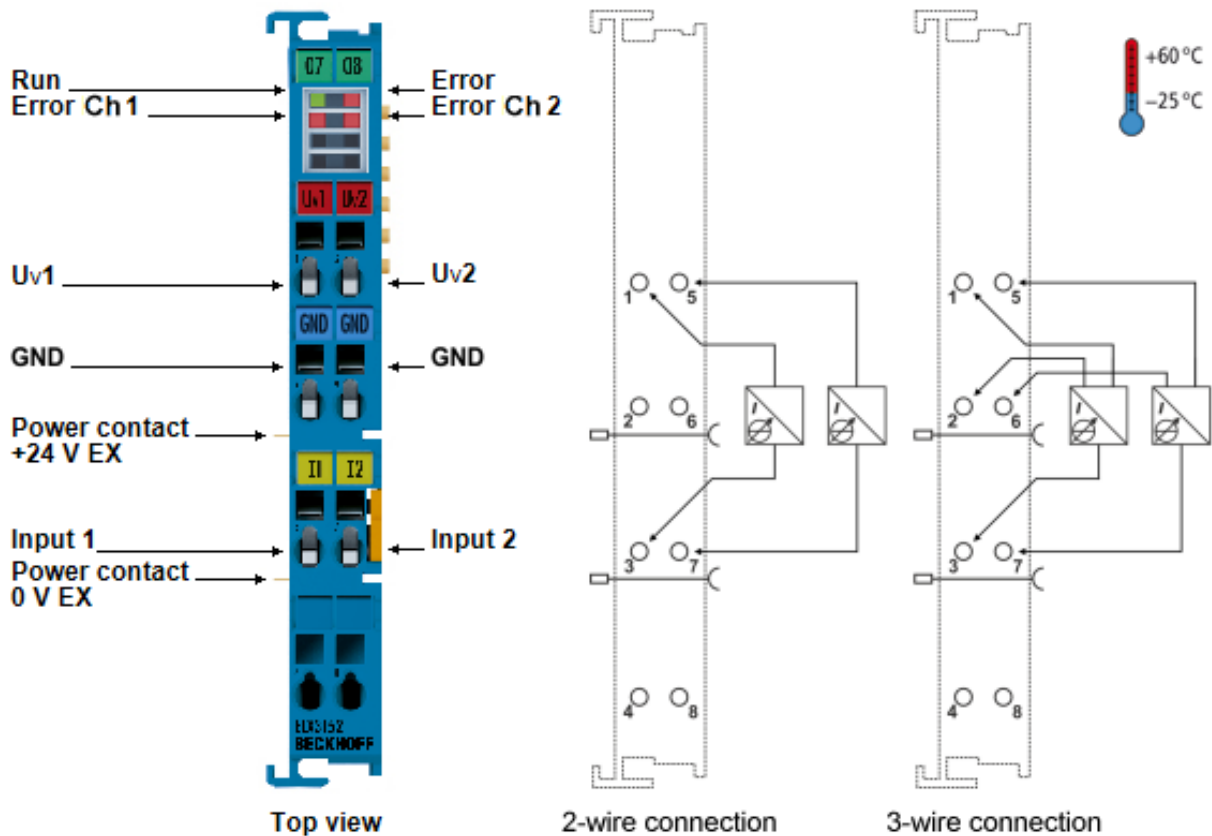 07 08
Run
Error
Error Ch 1
Error Ch 2
Uv1 Uv2
Uv1
Uv2
GND GND
GND
GND
Power contact
+24 V EX
I1 I2
Input 1
Input 2
Power contact
0 V EX
ELX3152
BECKHOFF
Top view
1 5
2 6
I I
3 7
4 8
2-wire connection
+60 °C
−25 °C
1 5
2 6
I I
3 7
4 8
3-wire connection